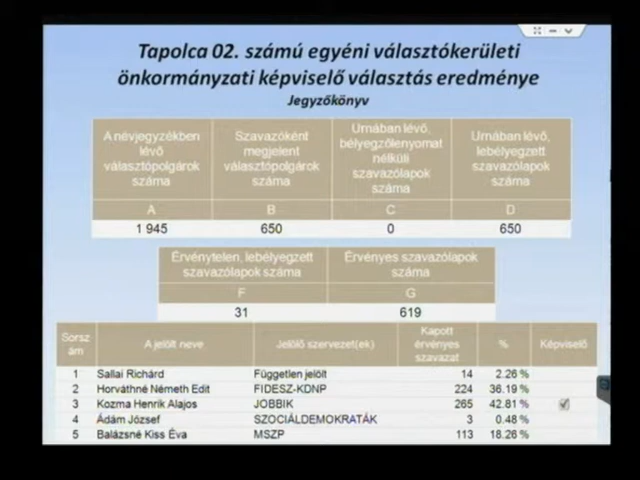 Tapolca 02. számú egyéni választókerületi
önkormányzati képviselő választás eredménye
Jegyzőkönyv
A névjegyzékben lévő választópolgárok száma
Szavazóként megjelent választópolgárok száma
Urnában lévő, bélyegzőlenyomat nélküli szavazólapok száma
Urnában lévő, lebélyegzett szavazólapok száma
A B C D
1 945 650 0 650
Érvénytelen, lebélyegzett szavazólapok száma
Érvényes szavazólapok száma
F G
31 619
Sorszám A jelölt neve Jelölő szervezet(ek) Kapott érvényes szavazat % Képviselő
1 Sallai Richárd Független jelölt 14 2.26 %
2 Horváthné Németh Edit FIDESZ-KDNP 224 36.19 %
3 Kozma Henrik Alajos JOBBIK 265 42.81 %
4 Ádám József SZOCIÁLDEMOKRATÁK 3 0.48 %
5 Balázsné Kiss Éva MSZP 113 18.26 %